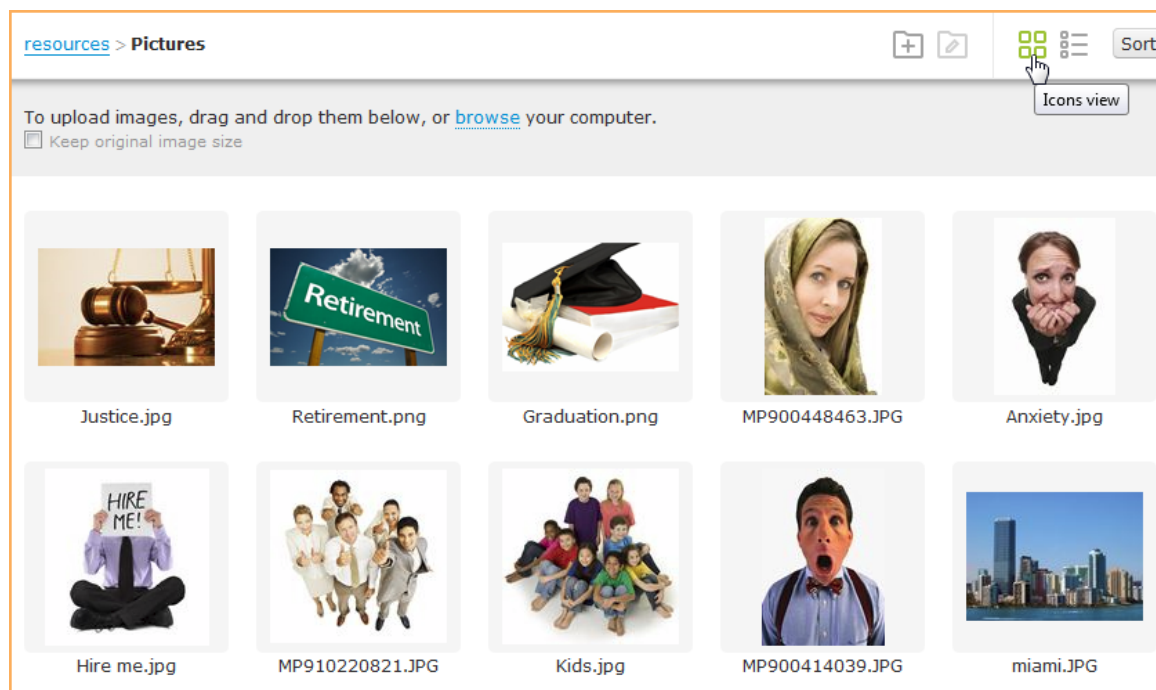 resources > Pictures
Sort
Icons view
To upload images, drag and drop them below, or browse your computer.
Keep original image size
Retirement
Justice.jpg
Retirement.png
Graduation.png
MP900448463.JPG
Anxiety.jpg
HIRE
ME!
Hire me.jpg
MP910220821.JPG
Kids.jpg
MP900414039.JPG
miami.JPG